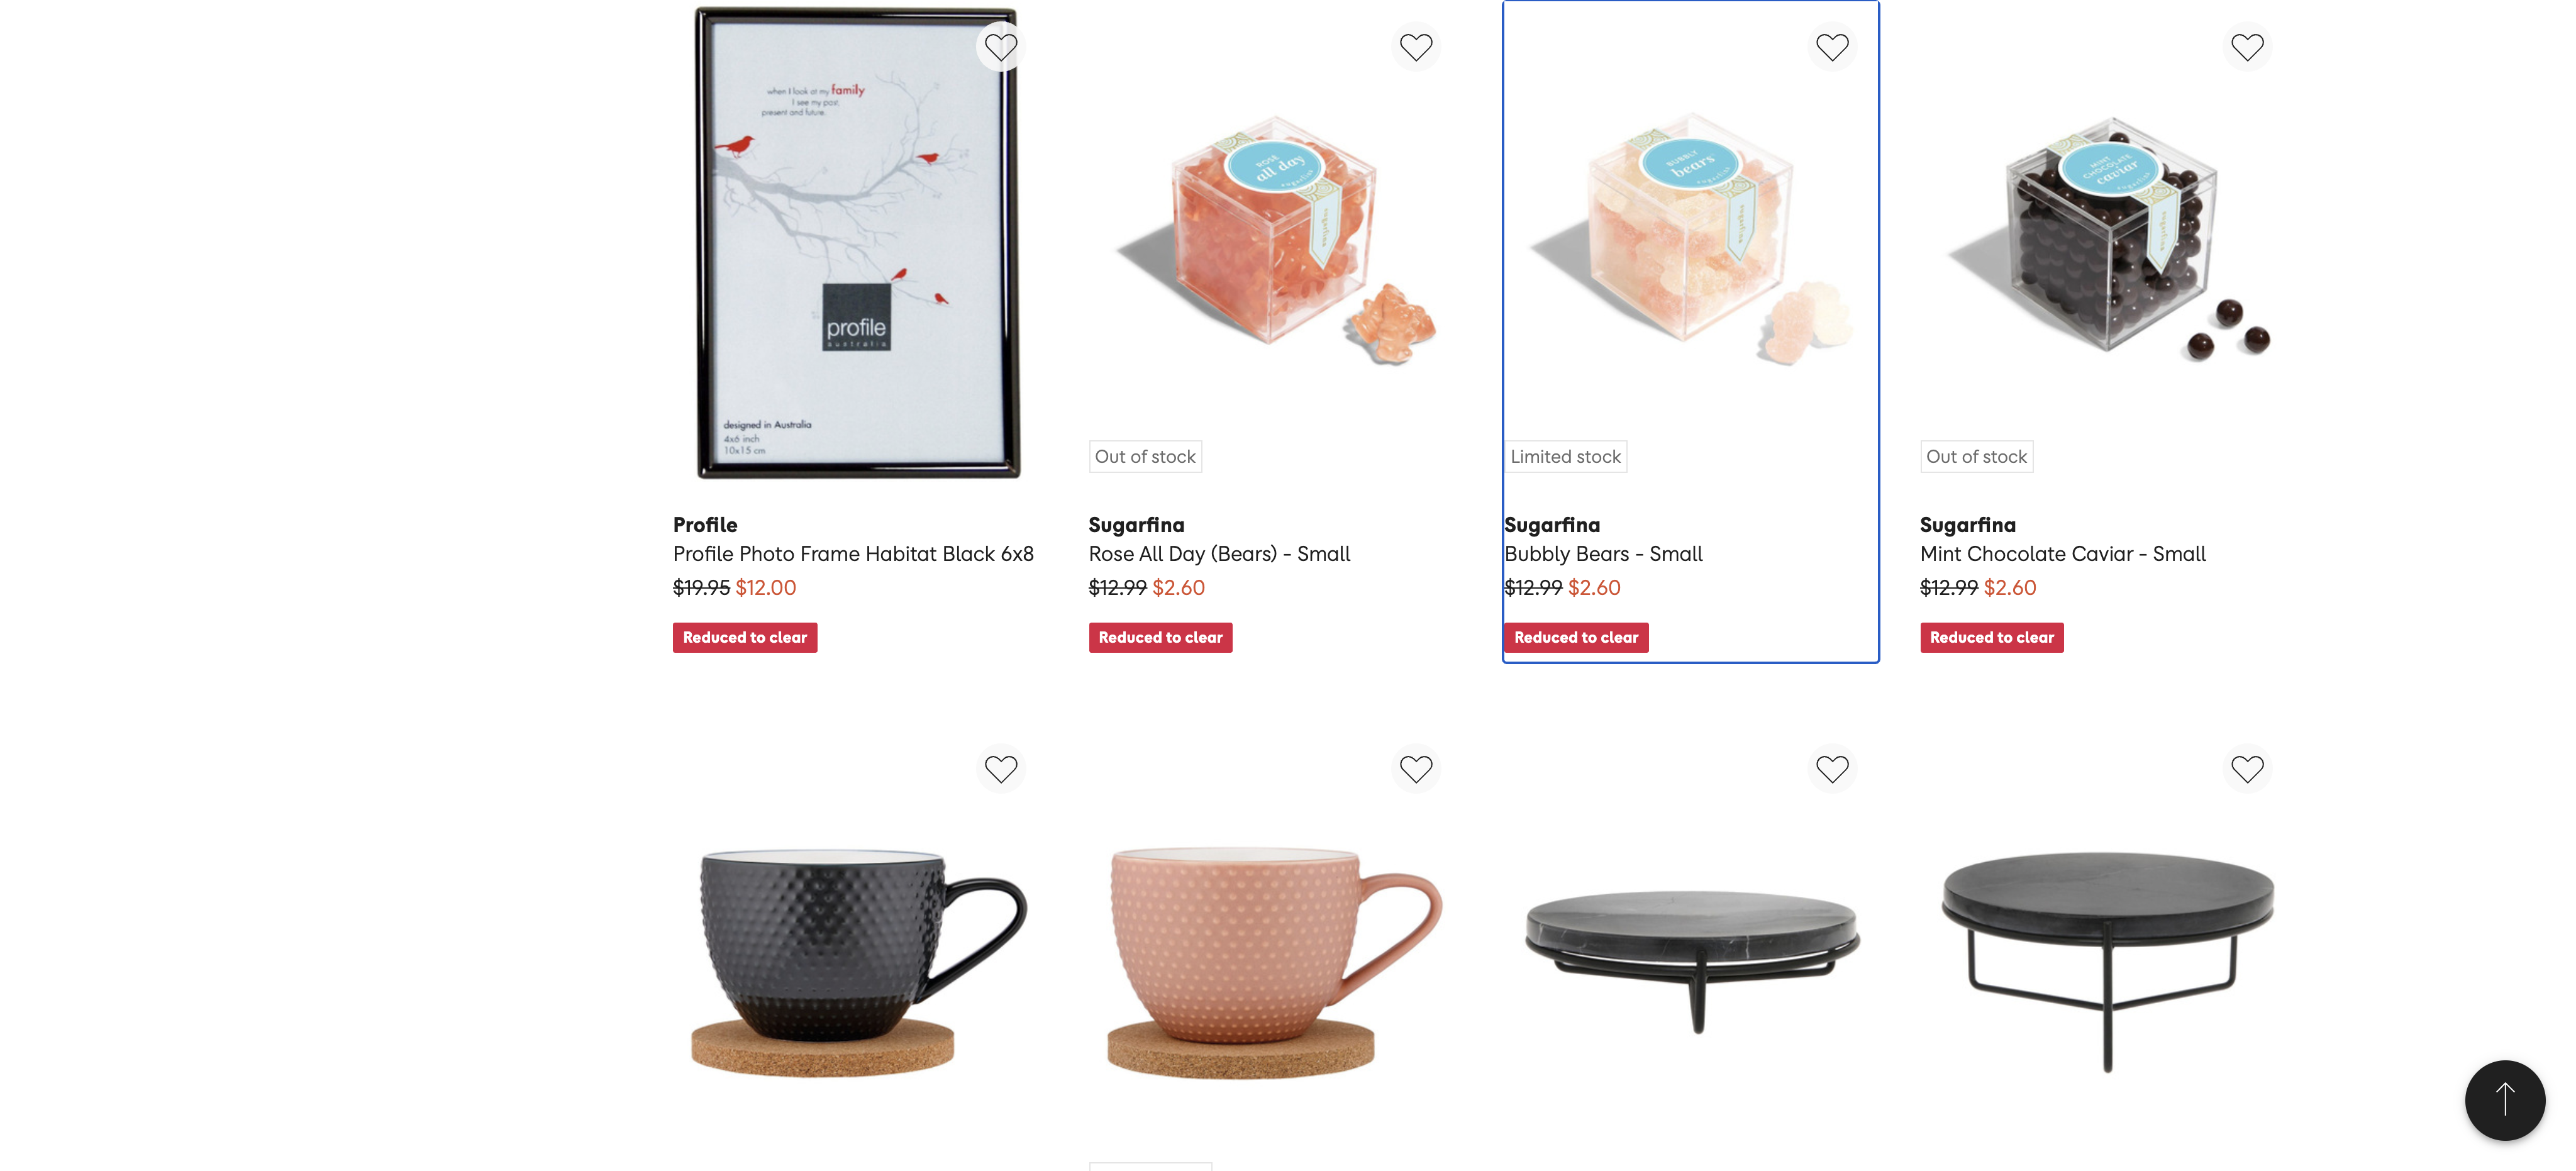 when I look at my family
I see my past,
present and future.
profile
australia
designed in Australia
4x6 inch
10x15 cm
Profile
Profile Photo Frame Habitat Black 6x8
$19.95 $12.00
Reduced to clear
ROSÉ
all day
sugarfina
sugarfina
Out of stock
Sugarfina
Rose All Day (Bears) - Small
$12.99 $2.60
Reduced to clear
BUBBLY
bears
sugarfina
sugarfina
Limited stock
Sugarfina
Bubbly Bears - Small
$12.99 $2.60
Reduced to clear
MINT
CHOCOLATE
caviar
sugarfina
sugarfina
Out of stock
Sugarfina
Mint Chocolate Caviar - Small
$12.99 $2.60
Reduced to clear